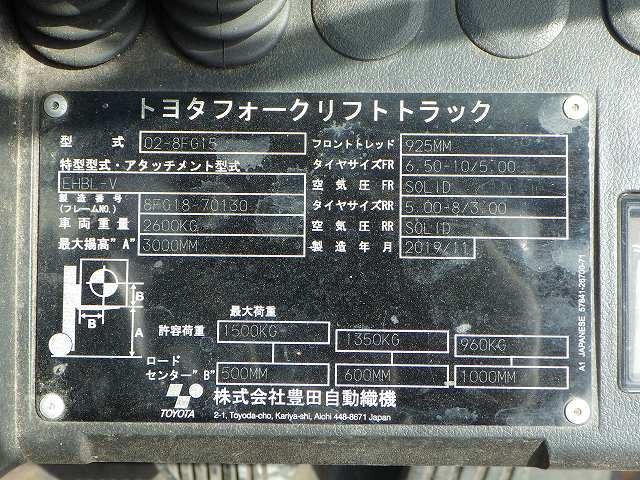 トヨタフォークリフトトラック
型式 02-8FG15 フロントトレッド 925MM
特型型式・アタッチメント型式 タイヤサイズFR 6.50-10/5.00
EHBL-V 空気圧FR SOLID
製造番号(フレームNO.) 8FG18-70130 タイヤサイズRR 5.00-8/3.00
車両重量 2600KG 空気圧RR SOLID
最大揚高"A" 3000MM 製造年月 2019/11
B
B A
最大荷重
許容荷重 1500KG 1350KG 960KG
ロードセンター"B" 500MM 600MM 1000MM
TOYOTA 株式会社豊田自動織機
2-1, Toyoda-cho, Kariya-shi, Aichi 448-8671 Japan
A1 JAPANESE 57841-26700-71